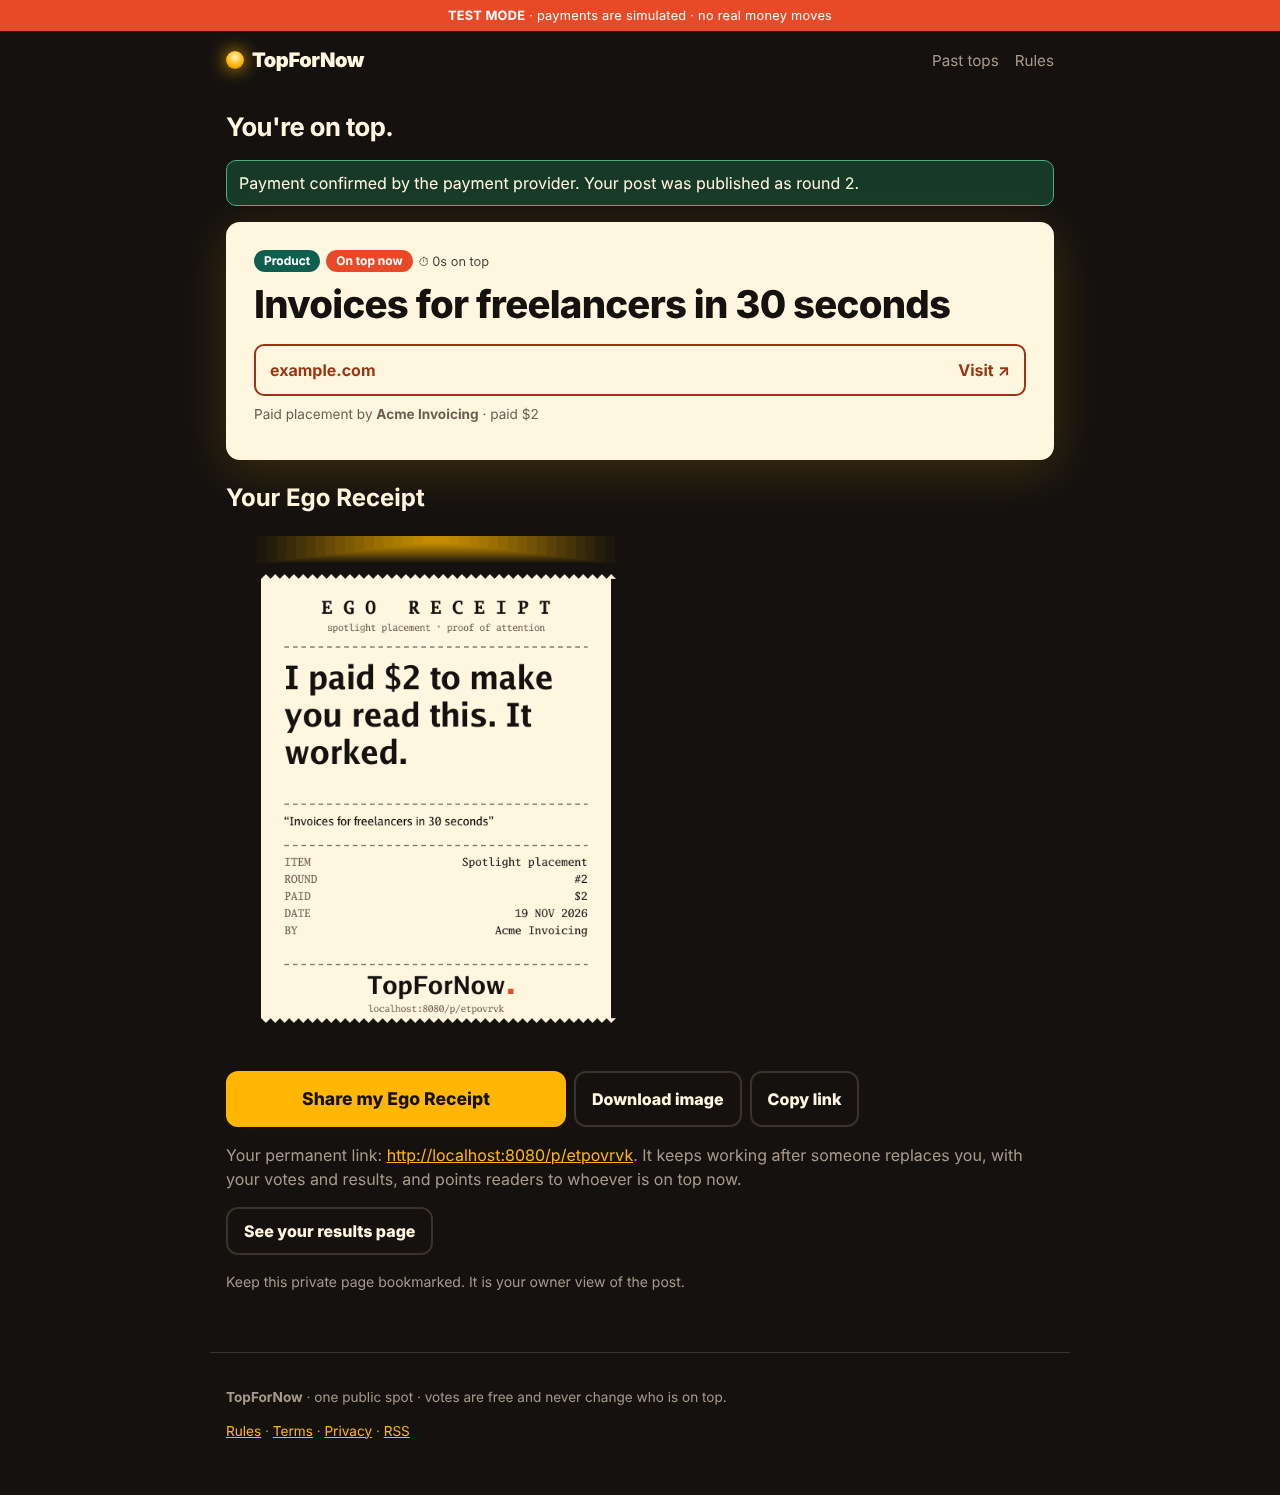 TEST MODE · payments are simulated · no real money moves
TopForNow
Past tops Rules
You're on top.
Payment confirmed by the payment provider. Your post was published as round 2.
Product On top now ⏱ 0s on top
Invoices for freelancers in 30 seconds
example.com Visit ↗
Paid placement by Acme Invoicing · paid $2
Your Ego Receipt
EGO RECEIPT
spotlight placement · proof of attention
I paid $2 to make
you read this. It
worked.
“Invoices for freelancers in 30 seconds”
ITEM Spotlight placement
ROUND #2
PAID $2
DATE 19 NOV 2026
BY Acme Invoicing
TopForNow.
localhost:8080/p/etpovrvk
Share my Ego Receipt Download image Copy link
Your permanent link: http://localhost:8080/p/etpovrvk. It keeps working after someone replaces you, with
your votes and results, and points readers to whoever is on top now.
See your results page
Keep this private page bookmarked. It is your owner view of the post.
TopForNow · one public spot · votes are free and never change who is on top.
Rules · Terms · Privacy · RSS